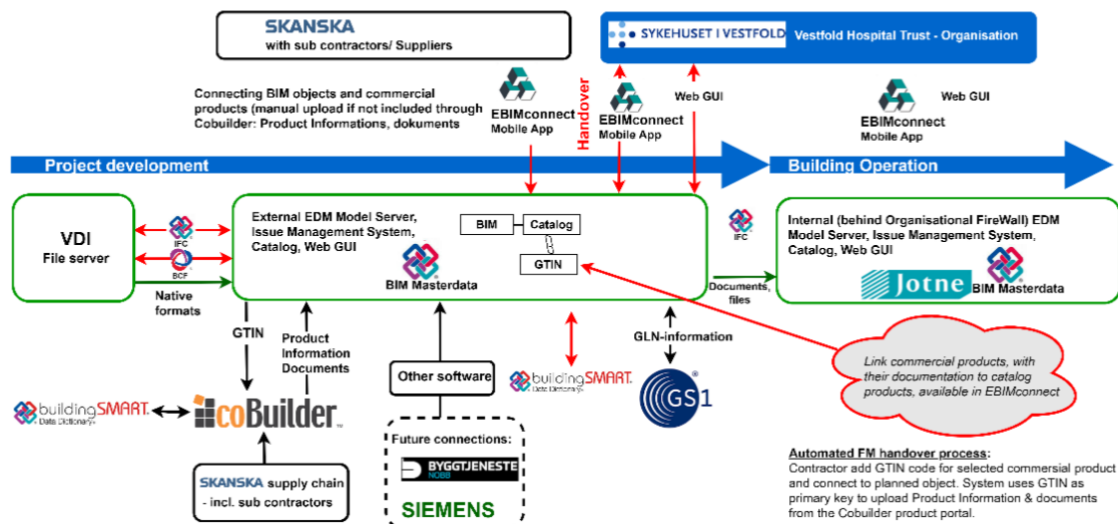 SKANSKA
with sub contractors/ Suppliers
SYKEHUSET I VESTFOLD
Vestfold Hospital Trust - Organisation
Connecting BIM objects and commercial
products (manual upload if not included through
Cobuilder: Product Informations, dokuments
EBIMconnect
Mobile App
Handover
EBIMconnect
Mobile App
Web GUI
EBIMconnect
Mobile App
Web GUI
Project development
Building Operation
VDI
File server
IFC
BCF
Native
formats
External EDM Model Server,
Issue Management System,
Catalog, Web GUI
BIM Masterdata
BIM
Catalog
GTIN
IFC
Documents,
files
Internal (behind Organisational FireWall) EDM
Model Server, Issue Management System,
Catalog, Web GUI
Jotne
BIM Masterdata
GTIN
Product
Information
Documents
Other software
GLN-information
buildingSMART
Data Dictionary
GS1
Link commercial products, with
their documentation to catalog
products, available in EBIMconnect
buildingSMART
Data Dictionary
coBuilder
Future connections:
BYGGTJENESTE
NOBB
SIEMENS
SKANSKA supply chain
- incl. sub contractors
Automated FM handover process:
Contractor add GTIN code for selected commersial product
and connect to planned object. System uses GTIN as
primary key to upload Product Information & documents
from the Cobuilder product portal.